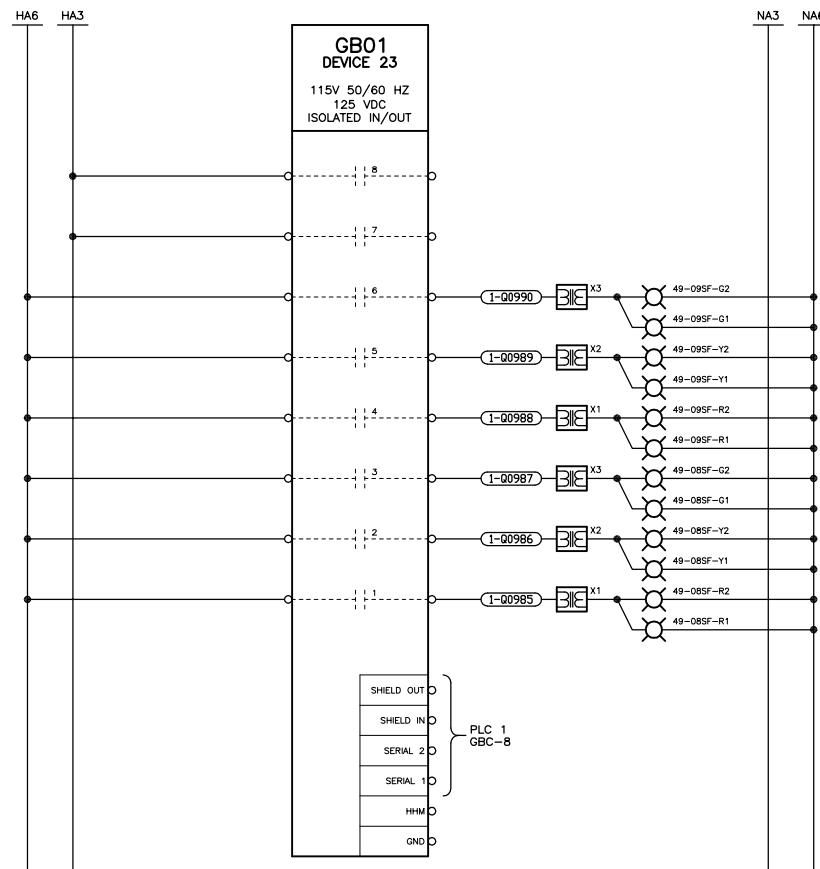 HA6 HA3 NA3 NA6
GB01
DEVICE 23
115V 50/60 HZ
125 VDC
ISOLATED IN/OUT
8
7
6 1-Q0990 X3 49-09SF-G2
49-09SF-G1
5 1-Q0989 X2 49-09SF-Y2
49-09SF-Y1
4 1-Q0988 X1 49-09SF-R2
49-09SF-R1
3 1-Q0987 X3 49-08SF-G2
49-08SF-G1
2 1-Q0986 X2 49-08SF-Y2
49-08SF-Y1
1 1-Q0985 X1 49-08SF-R2
49-08SF-R1
SHIELD OUT
SHIELD IN
SERIAL 2
SERIAL 1
PLC 1
GBC-8
HHM
GND